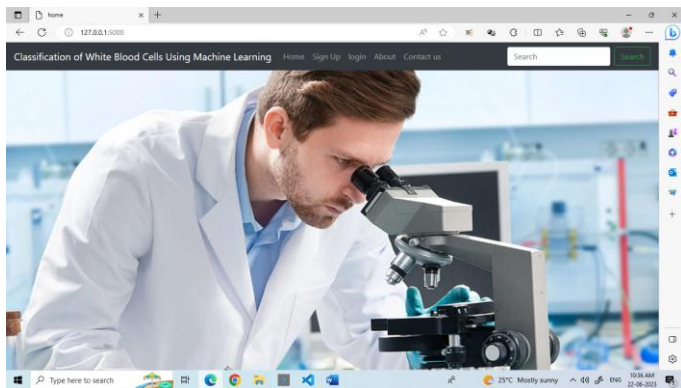 home
127.0.0.1:5000
Classification of White Blood Cells Using Machine Learning Home Sign Up login About Contact us Search Search
Type here to search 25°C Mostly sunny ENG 10:36 AM
22-06-2023